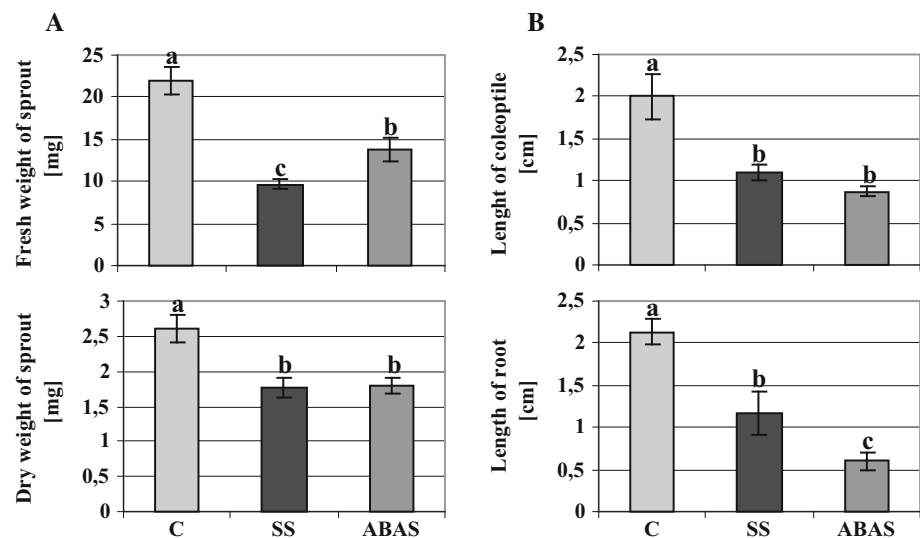 A
Fresh weight of sprout
[mg]
25
20
15
10
5
0
a
c
b
Dry weight of sprout
[mg]
3
2,5
2
1,5
1
0,5
0
a
b
b
C SS ABAS
B
Lenght of coleoptile
[cm]
2,5
2
1,5
1
0,5
0
a
b
b
Length of root
[cm]
2,5
2
1,5
1
0,5
0
a
b
c
C SS ABAS